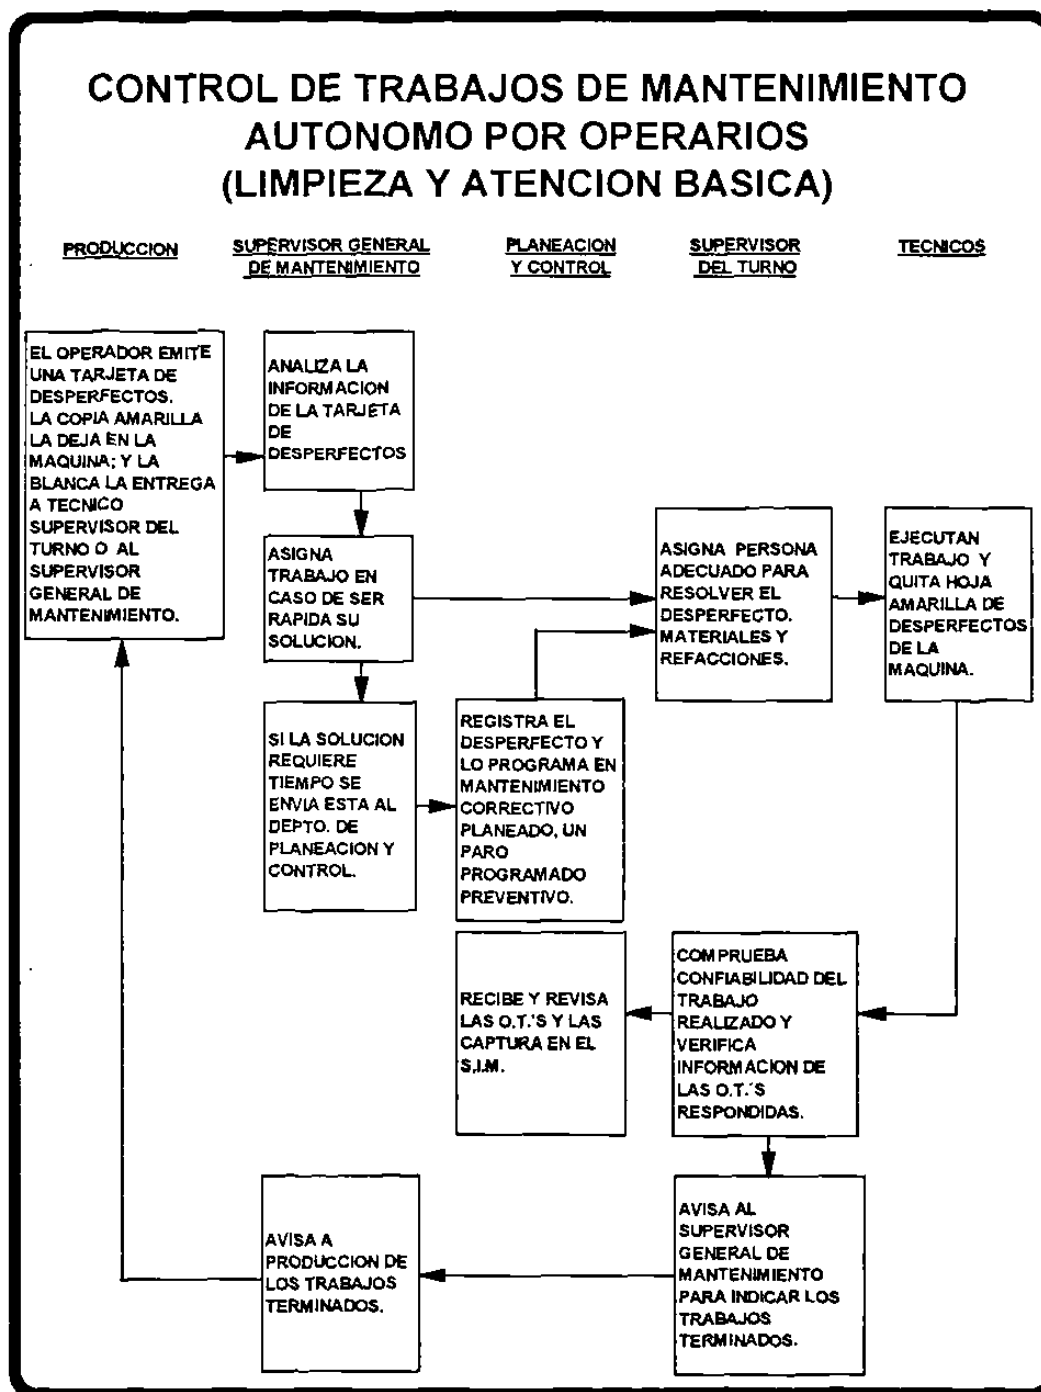 CONTROL DE TRABAJOS DE MANTENIMIENTO
AUTONOMO POR OPERARIOS
(LIMPIEZA Y ATENCION BASICA)
PRODUCCION
SUPERVISOR GENERAL
DE MANTENIMIENTO
PLANEACION
Y CONTROL
SUPERVISOR
DEL TURNO
TECNICOS
EL OPERADOR EMITE
UNA TARJETA DE
DESPERFECTOS.
LA COPIA AMARILLA
LA DEJA EN LA
MAQUINA; Y LA
BLANCA LA ENTREGA
A TECNICO
SUPERVISOR DEL
TURNO O AL
SUPERVISOR
GENERAL DE
MANTENIMIENTO.
ANALIZA LA
INFORMACION
DE LA TARJETA
DE
DESPERFECTOS
ASIGNA
TRABAJO EN
CASO DE SER
RAPIDA SU
SOLUCION.
ASIGNA PERSONA
ADECUADO PARA
RESOLVER EL
DESPERFECTO.
MATERIALES Y
REFACCIONES.
EJECUTAN
TRABAJO Y
QUITA HOJA
AMARILLA DE
DESPERFECTOS
DE LA
MAQUINA.
SI LA SOLUCION
REQUIERE
TIEMPO SE
ENVIA ESTA AL
DEPTO. DE
PLANEACION Y
CONTROL.
REGISTRA EL
DESPERFECTO Y
LO PROGRAMA EN
MANTENIMIENTO
CORRECTIVO
PLANEADO, UN
PARO
PROGRAMADO
PREVENTIVO.
RECIBE Y REVISA
LAS O.T.'S Y LAS
CAPTURA EN EL
S.I.M.
COMPRUEBA
CONFIABILIDAD DEL
TRABAJO
REALIZADO Y
VERIFICA
INFORMACION DE
LAS O.T.'S
RESPONDIDAS.
AVISA A
PRODUCCION DE
LOS TRABAJOS
TERMINADOS.
AVISA AL
SUPERVISOR
GENERAL DE
MANTENIMIENTO
PARA INDICAR LOS
TRABAJOS
TERMINADOS.